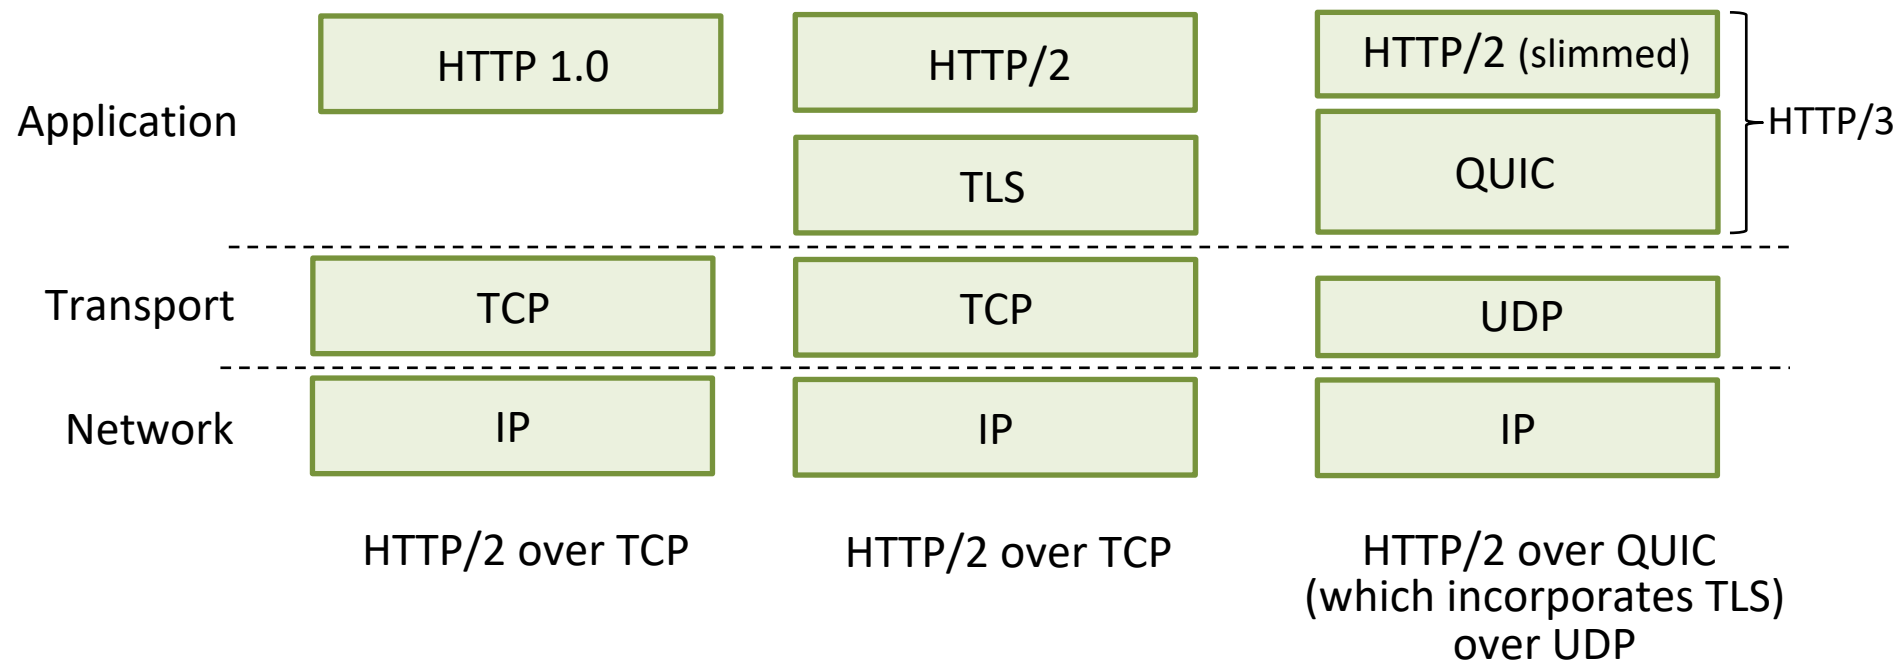 HTTP 1.0
HTTP/2
HTTP/2 (slimmed)
Application
HTTP/3
TLS
QUIC
Transport
TCP
TCP
UDP
Network
IP
IP
IP
HTTP/2 over TCP
HTTP/2 over TCP
HTTP/2 over QUIC
(which incorporates TLS)
over UDP